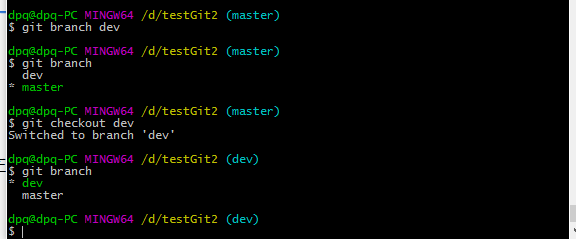 dpq@dpq-PC MINGW64 /d/testGit2 (master)
$ git branch dev
dpq@dpq-PC MINGW64 /d/testGit2 (master)
$ git branch
  dev
* master
dpq@dpq-PC MINGW64 /d/testGit2 (master)
$ git checkout dev
Switched to branch 'dev'
dpq@dpq-PC MINGW64 /d/testGit2 (dev)
$ git branch
* dev
  master
dpq@dpq-PC MINGW64 /d/testGit2 (dev)
$